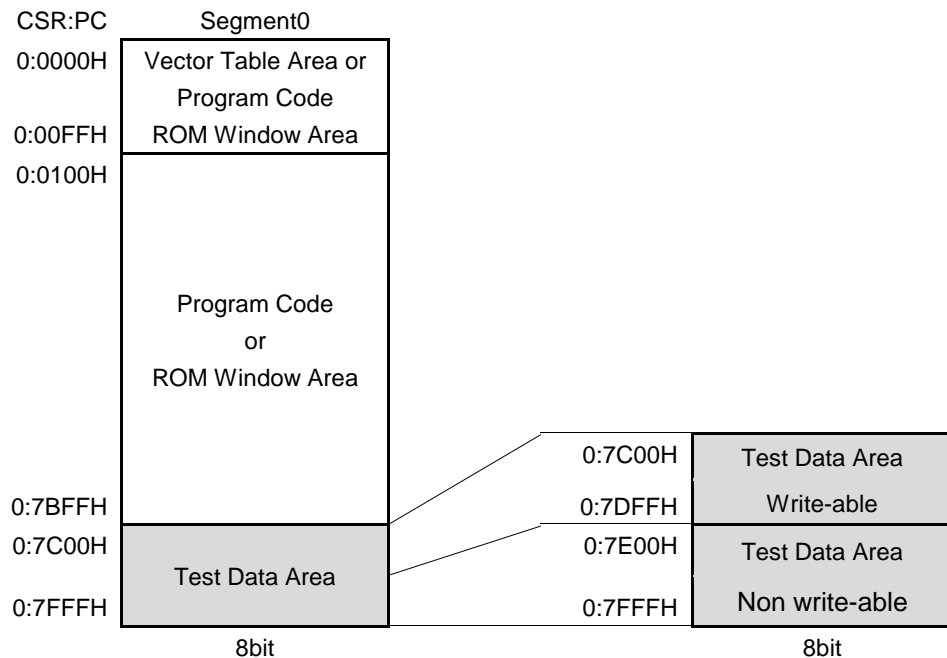 CSR:PC Segment0
0:0000H Vector Table Area or
Program Code
0:00FFH ROM Window Area
0:0100H
Program Code
or
ROM Window Area
0:7BFFH
0:7C00H
Test Data Area
0:7FFFH
8bit
0:7C00H Test Data Area
0:7DFFH Write-able
0:7E00H Test Data Area
0:7FFFH Non write-able
8bit